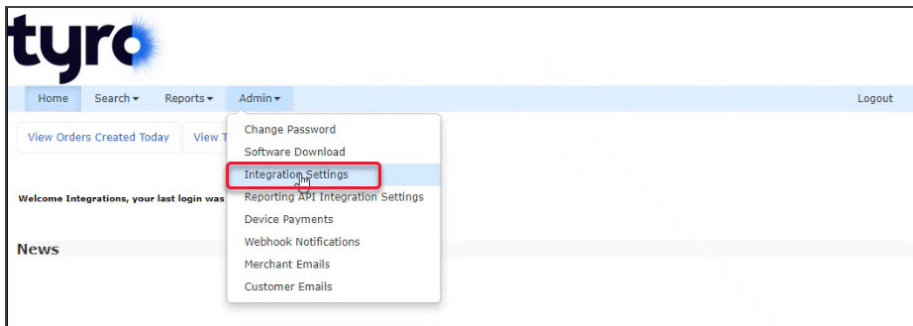 tyro
Home Search Reports Admin Logout
View Orders Created Today View T
Change Password
Software Download
Integration Settings
Welcome Integrations, your last login was
Reporting API Integration Settings
Device Payments
Webhook Notifications
News
Merchant Emails
Customer Emails